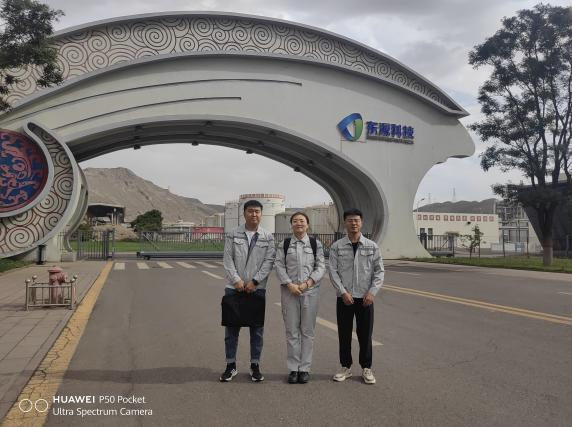 东源科技
HUAWEI P50 Pocket
Ultra Spectrum Camera